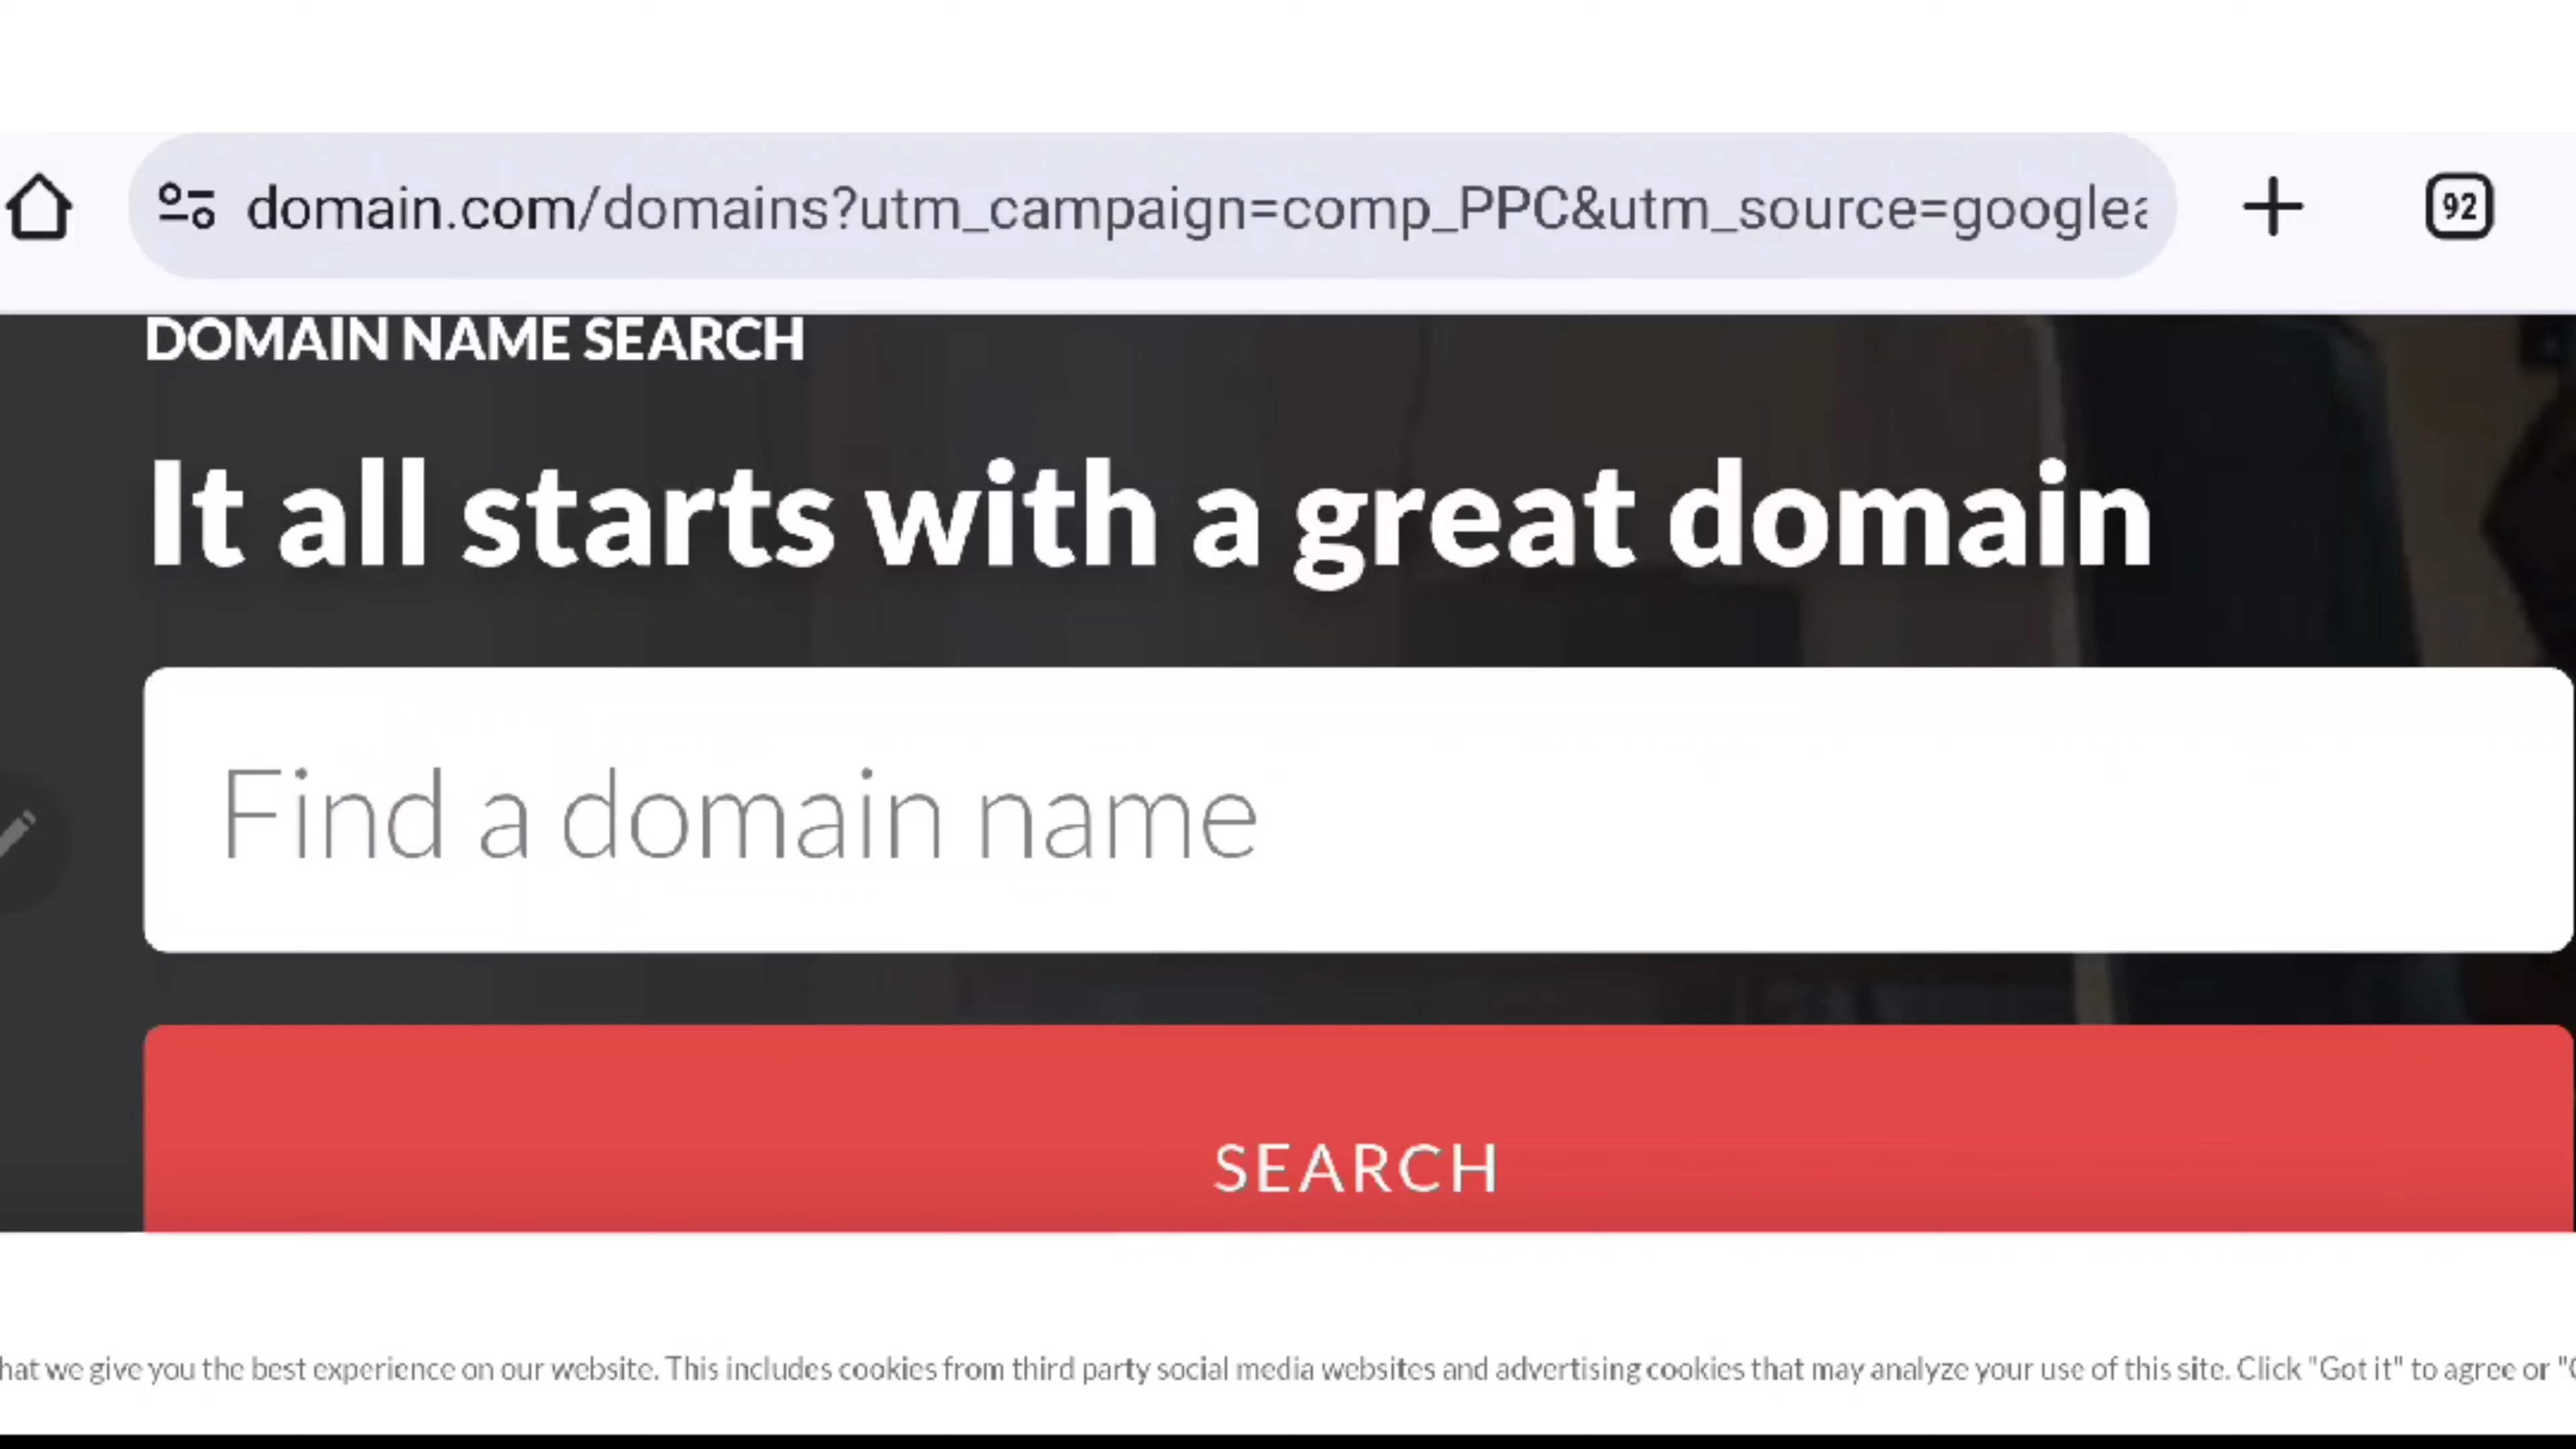 domain.com/domains?utm_campaign=comp_PPC&utm_source=google
92
DOMAIN NAME SEARCH
It all starts with a great domain
Find a domain name
SEARCH
hat we give you the best experience on our website. This includes cookies from third party social media websites and advertising cookies that may analyze your use of this site. Click "Got it" to agree or "